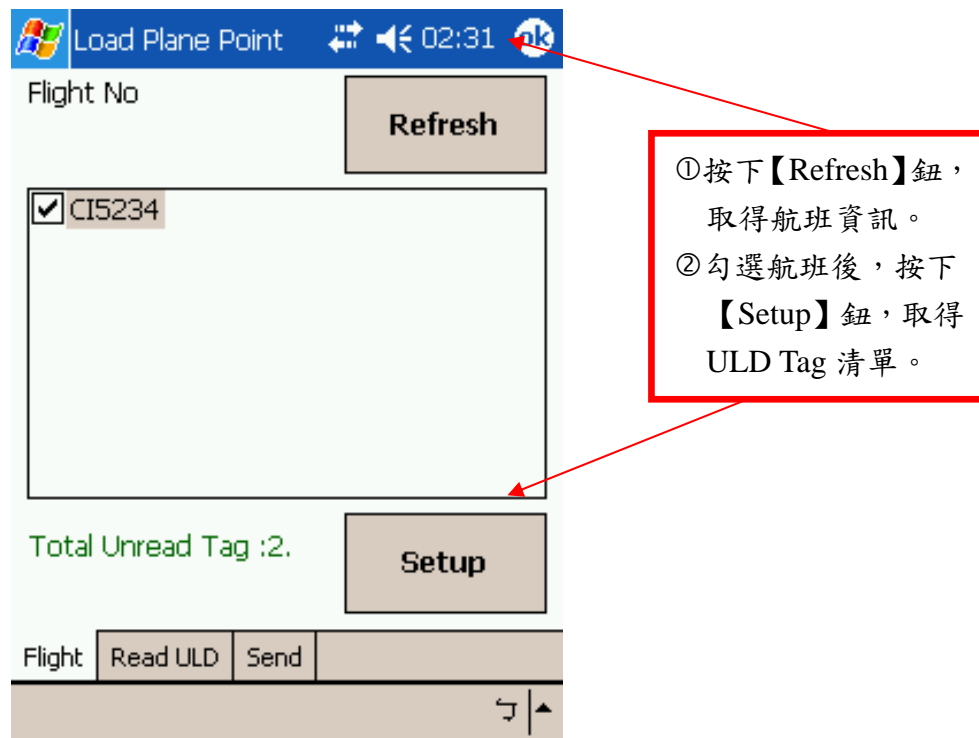 Load Plane Point 02:31 ok
Flight No
Refresh
CI5234
Total Unread Tag :2.
Setup
Flight Read ULD Send
ㄅ
①按下【Refresh】鈕，
取得航班資訊。
②勾選航班後，按下
【Setup】鈕，取得
ULD Tag 清單。